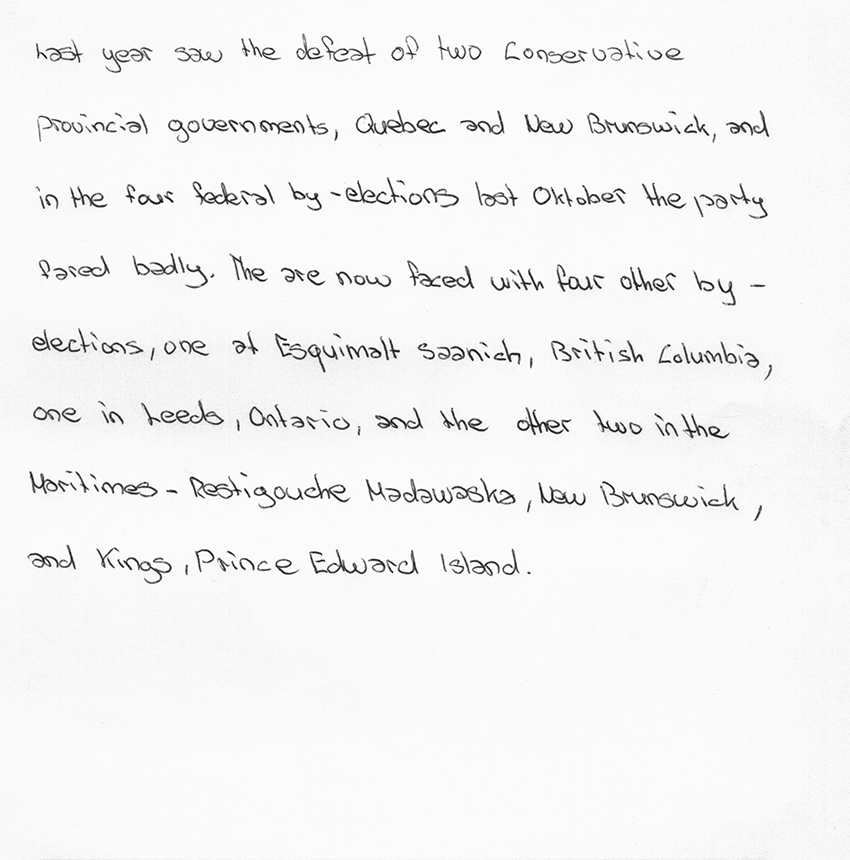 Last year saw the defeat of two Conservative
provincial governments, Quebec and New Brunswick, and
in the four federal by-elections last Oktober the party
fared badly. The are now faced with four other by-
elections, one at Esquimalt Saanich, British Columbia,
one in Leeds, Ontario, and the other two in the
Maritimes - Restigouche Madawaska, New Brunswick,
and Kings, Prince Edward Island.